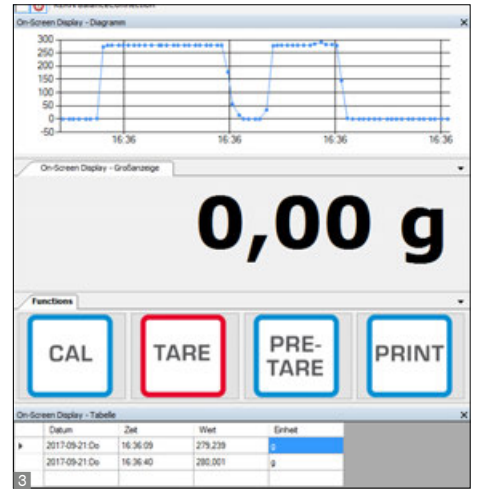 KERN BalanceConnection
On-Screen Display - Diagramm
300
250
200
150
100
50
0
-50
16:36 16:36 16:36 16:36
On-Screen Display - Großanzeige
0,00 g
Functions
CAL TARE PRE-TARE PRINT
On-Screen Display - Tabelle
Datum Zeit Wert Einheit
2017-09-21:Do 16:36:09 279,239 g
2017-09-21:Do 16:36:40 280,001 g
3